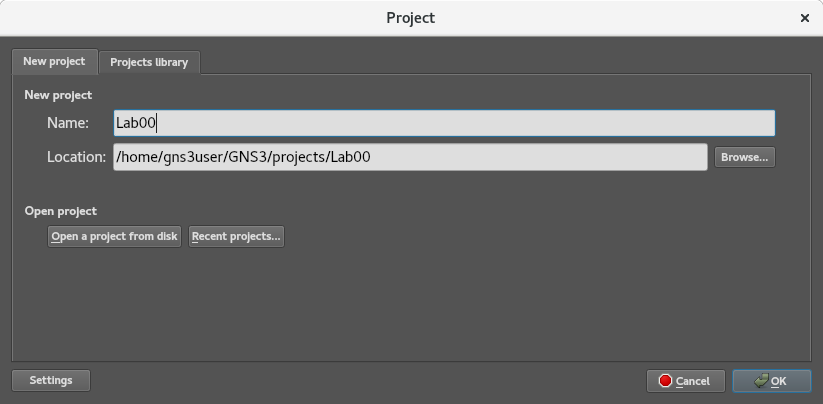 Project
New project
Projects library
New project
Name: Lab00
Location: /home/gns3user/GNS3/projects/Lab00 Browse...
Open project
Open a project from disk Recent projects...
Settings Cancel OK